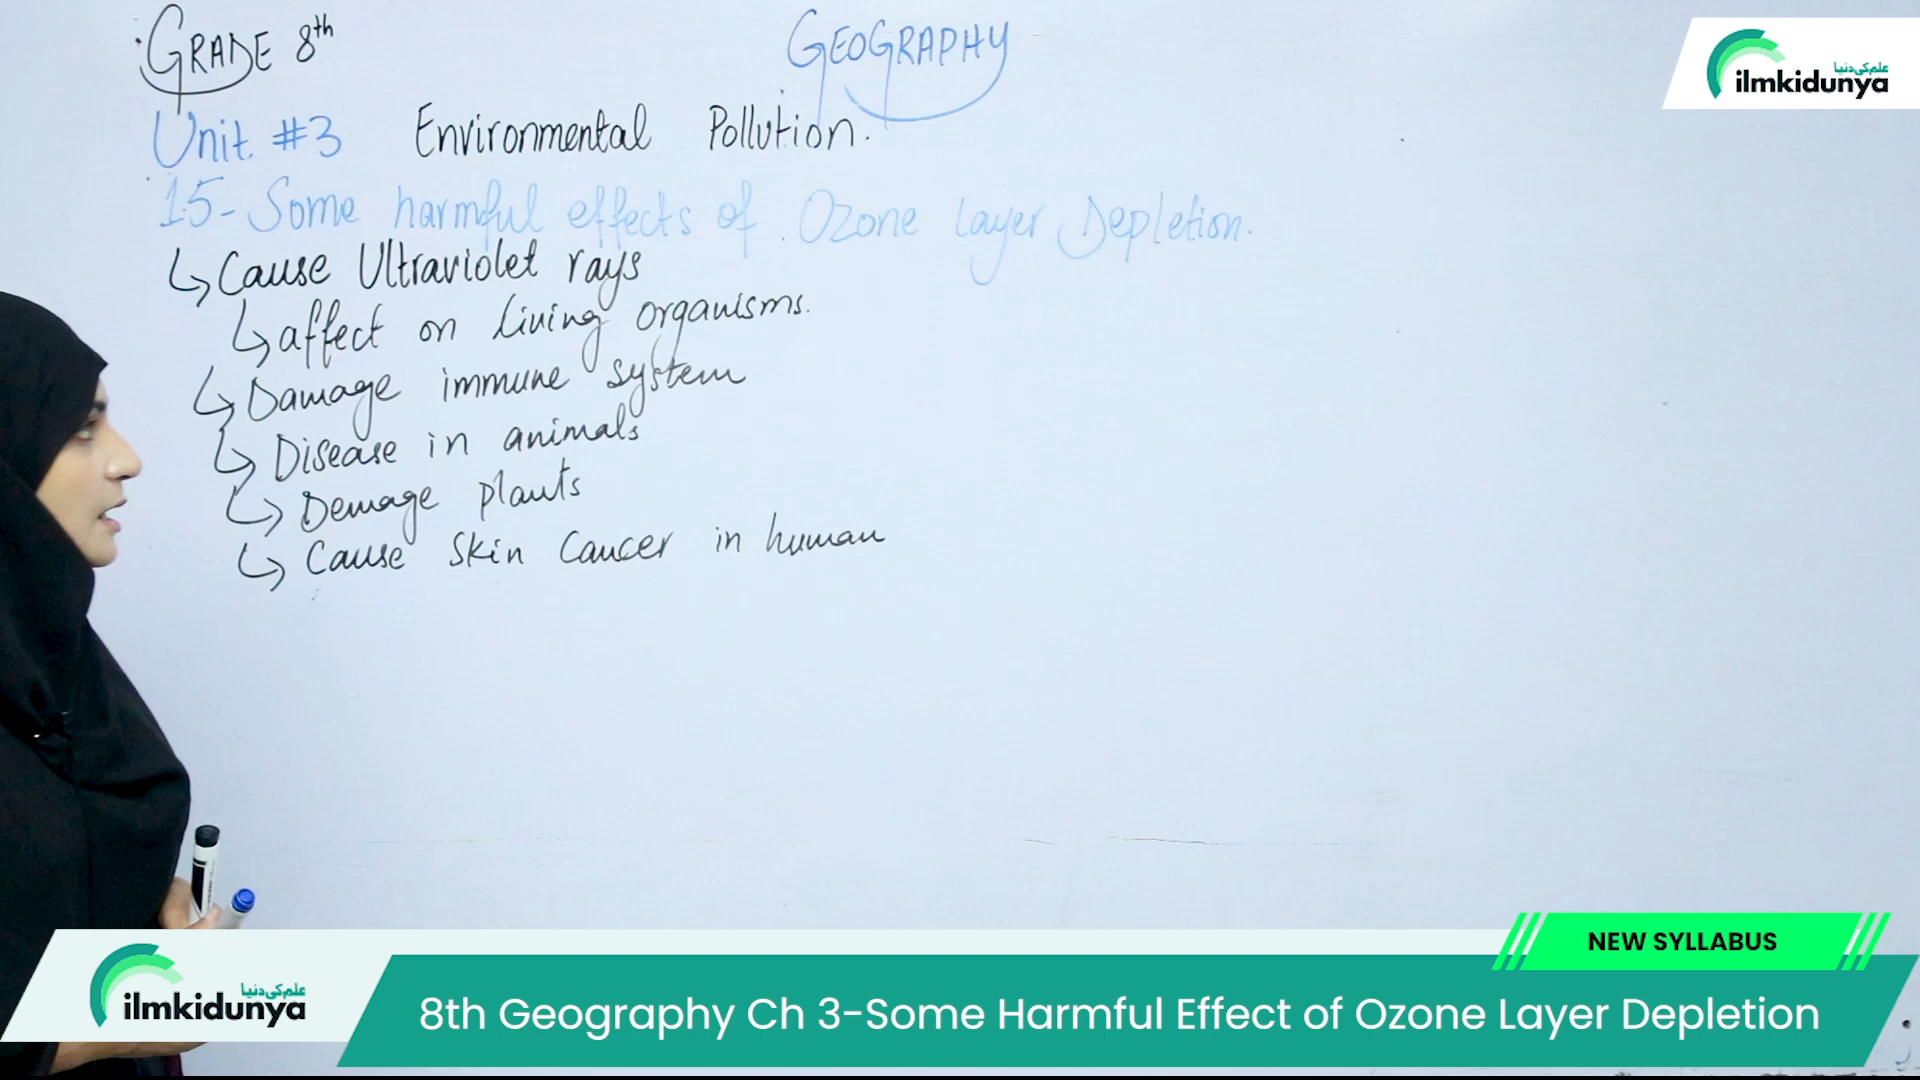 GRADE 8th
GEOGRAPHY
علم کی دنیا
ilmkidunya
Unit #3 Environmental Pollution.
15- Some harmful effects of Ozone Layer Depletion.
↳ Cause Ultraviolet rays
↳ affect on living organisms.
↳ Damage immune system
↳ Disease in animals
↳ Demage plants
↳ Cause Skin Cancer in human
NEW SYLLABUS
علم کی دنیا
ilmkidunya
8th Geography Ch 3-Some Harmful Effect of Ozone Layer Depletion